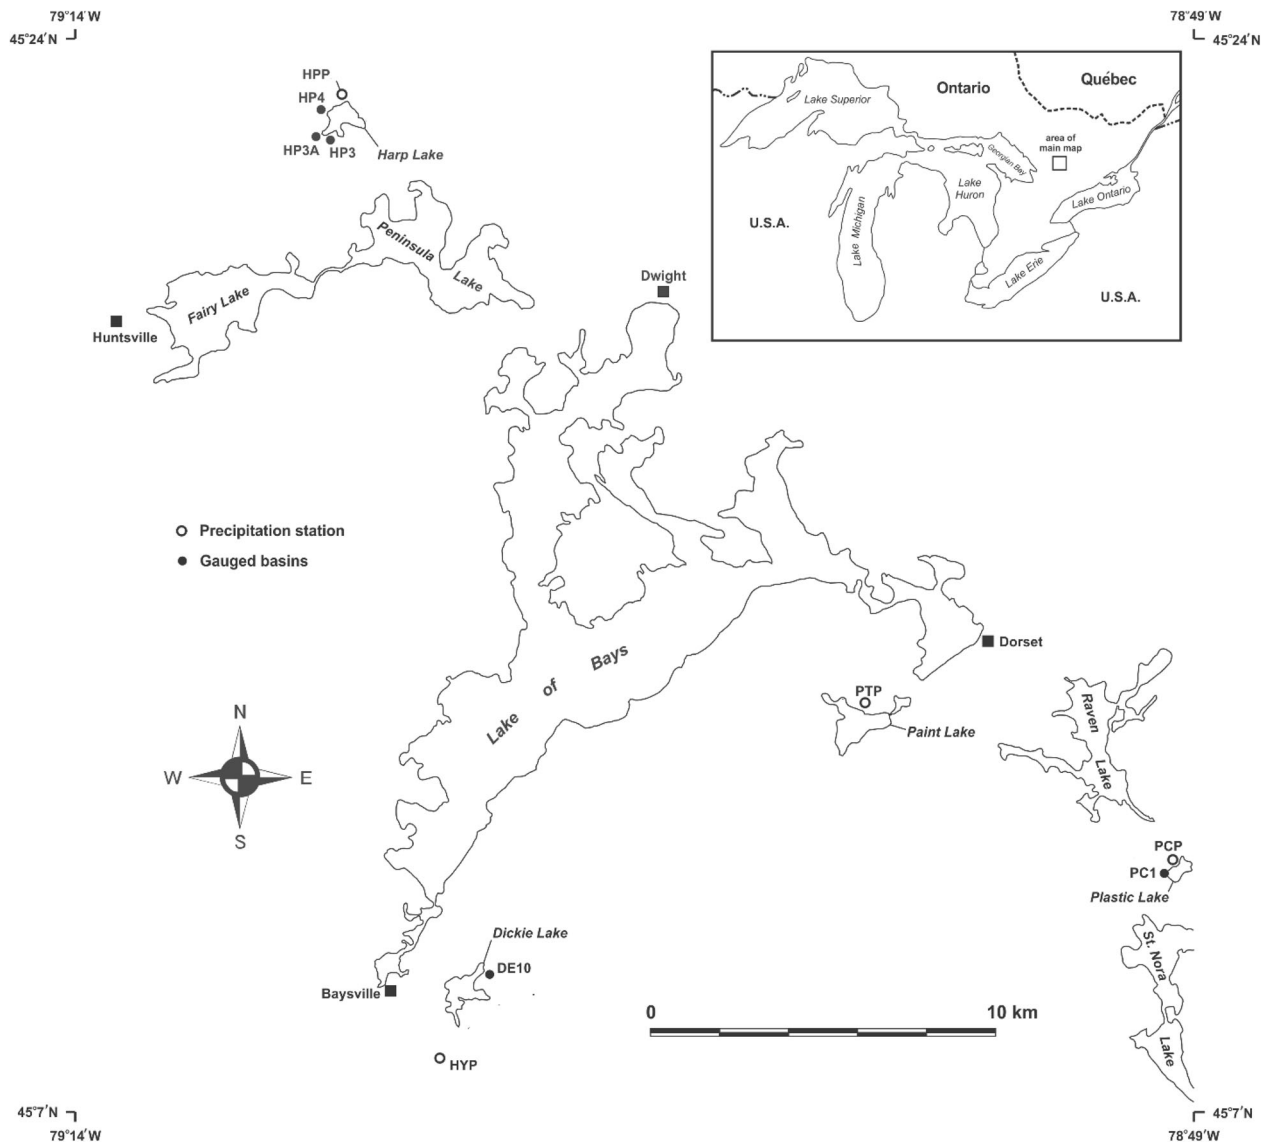 79°14′W
45°24′N
78°49′W
45°24′N
HPP
HP4
HP3A
HP3
Harp Lake
Ontario
Québec
Lake Superior
area of
main map
Georgian Bay
Lake
Huron
Lake Ontario
U.S.A.
Lake Michigan
Lake Erie
U.S.A.
Peninsula
Lake
Fairy Lake
Dwight
Huntsville
Precipitation station
Gauged basins
Lake of Bays
Dorset
PTP
Paint Lake
Raven
Lake
N
W
E
S
PCP
PC1
Plastic Lake
Dickie Lake
DE10
Baysville
St. Nora
Lake
0
10 km
HYP
45°7′N
79°14′W
45°7′N
78°49′W